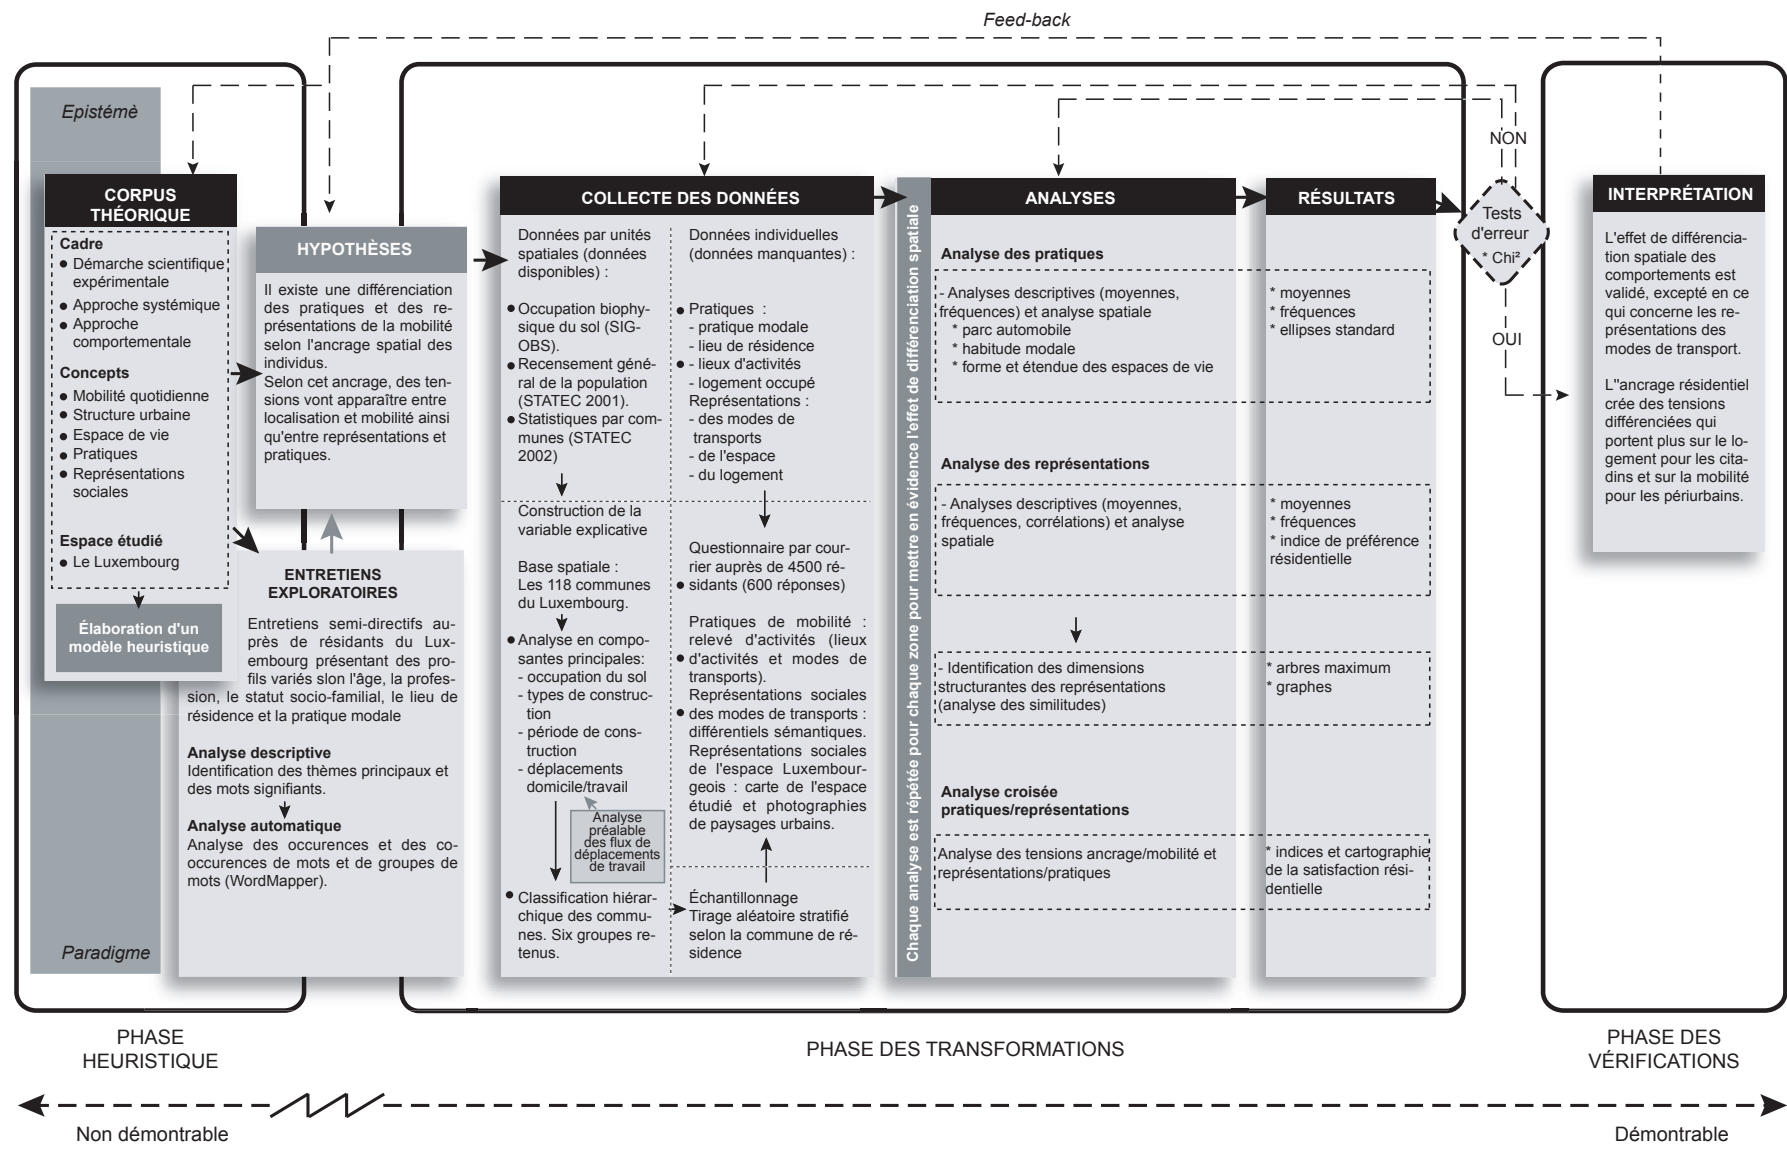 Feed-back
Epistémè
CORPUS
THÉORIQUE
Cadre
● Démarche scientifique
expérimentale
● Approche systémique
● Approche
comportementale
Concepts
● Mobilité quotidienne
● Structure urbaine
● Espace de vie
● Pratiques
● Représentations
sociales
Espace étudié
● Le Luxembourg
Élaboration d'un
modèle heuristique
HYPOTHÈSES
Il existe une différenciation
des pratiques et des re-
présentations de la mobilité
selon l'ancrage spatial des
individus.
Selon cet ancrage, des ten-
sions vont apparaître entre
localisation et mobilité ainsi
qu'entre représentations et
pratiques.
ENTRETIENS
EXPLORATOIRES
Entretiens semi-directifs au-
près de résidants du Lux-
embourg présentant des pro-
fils variés slon l'âge, la profes-
sion, le statut socio-familial, le lieu de
résidence et la pratique modale
Analyse descriptive
Identification des thèmes principaux et
des mots signifiants.
Analyse automatique
Analyse des occurences et des co-
occurences de mots et de groupes de
mots (WordMapper).
Paradigme
COLLECTE DES DONNÉES
Données par unités
spatiales (données
disponibles) :
● Occupation biophy-
sique du sol (SIG-
OBS).
● Recensement géné-
ral de la population
(STATEC 2001).
● Statistiques par com-
munes (STATEC
2002)
Construction de la
variable explicative
Base spatiale :
Les 118 communes
du Luxembourg.
● Analyse en compo-
santes principales:
- occupation du sol
- types de construc-
tion
- période de cons-
truction
- déplacements
domicile/travail
Analyse
préalable
des flux de
déplacements
de travail
● Classification hiérar-
chique des commu-
nes. Six groupes re-
tenus.
Données individuelles
(données manquantes) :
● Pratiques :
- pratique modale
- lieu de résidence
● - lieux d'activités
- logement occupé
Représentations :
- des modes de
transports
- de l'espace
- du logement
Questionnaire par cour-
rier auprès de 4500 ré-
● sidants (600 réponses)
Pratiques de mobilité :
relevé d'activités (lieux
● d'activités et modes de
transports).
Représentations sociales
● des modes de transports :
différentiels sémantiques.
Représentations sociales
de l'espace Luxembour-
geois : carte de l'espace
étudié et photographies
de paysages urbains.
Échantillonnage
Tirage aléatoire stratifié
selon la commune de ré-
sidence
Chaque analyse est répétée pour chaque zone pour mettre en évidence l'effet de différenciation spatiale
ANALYSES
Analyse des pratiques
- Analyses descriptives (moyennes,
fréquences) et analyse spatiale
* parc automobile
* habitude modale
* forme et étendue des espaces de vie
Analyse des représentations
- Analyses descriptives (moyennes,
fréquences, corrélations) et analyse
spatiale
- Identification des dimensions
structurantes des représentations
(analyse des similitudes)
Analyse croisée
pratiques/représentations
Analyse des tensions ancrage/mobilité et
représentations/pratiques
RÉSULTATS
* moyennes
* fréquences
* ellipses standard
* moyennes
* fréquences
* indice de préférence
résidentielle
* arbres maximum
* graphes
* indices et cartographie
de la satisfaction rési-
dentielle
NON
Tests
d'erreur
* Chi²
OUI
INTERPRÉTATION
L'effet de différencia-
tion spatiale des
comportements est
validé, excepté en ce
qui concerne les re-
présentations des
modes de transport.
L''ancrage résidentiel
crée des tensions
différenciées qui
portent plus sur le lo-
gement pour les cita-
dins et sur la mobilité
pour les périurbains.
PHASE
HEURISTIQUE
PHASE DES TRANSFORMATIONS
PHASE DES
VÉRIFICATIONS
Non démontrable
Démontrable